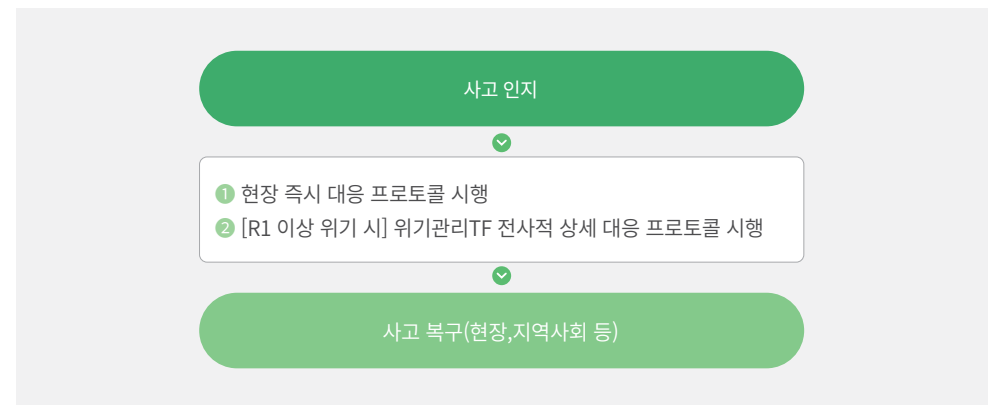 사고 인지
1 현장 즉시 대응 프로토콜 시행
2 [R1 이상 위기 시] 위기관리TF 전사적 상세 대응 프로토콜 시행
사고 복구(현장,지역사회 등)